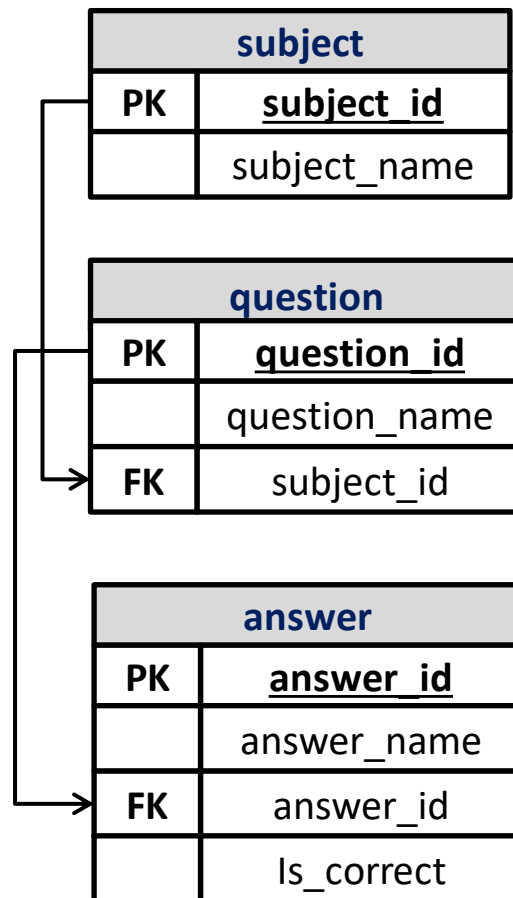 subject
PK subject_id
subject_name
question
PK question_id
question_name
FK subject_id
answer
PK answer_id
answer_name
FK answer_id
Is_correct